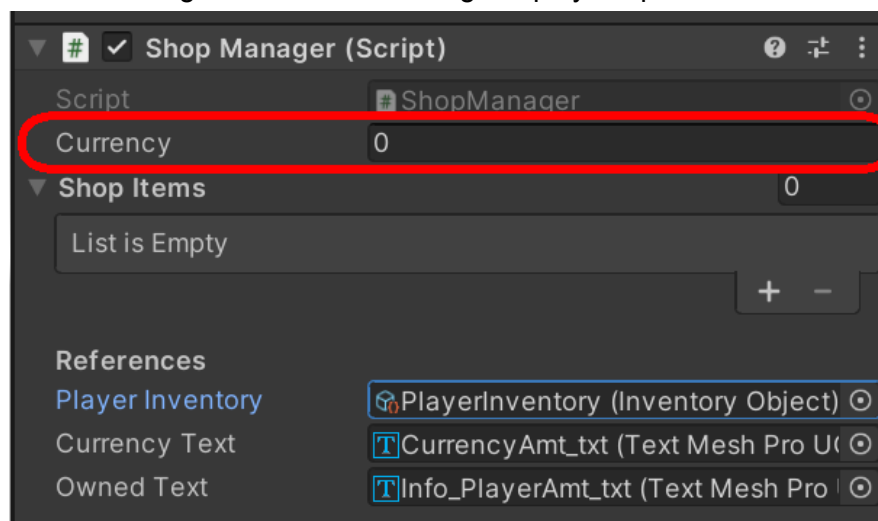 Shop Manager (Script)
Script ShopManager
Currency 0
Shop Items 0
List is Empty
+ −
References
Player Inventory PlayerInventory (Inventory Object)
Currency Text CurrencyAmt_txt (Text Mesh Pro U(
Owned Text Info_PlayerAmt_txt (Text Mesh Pro